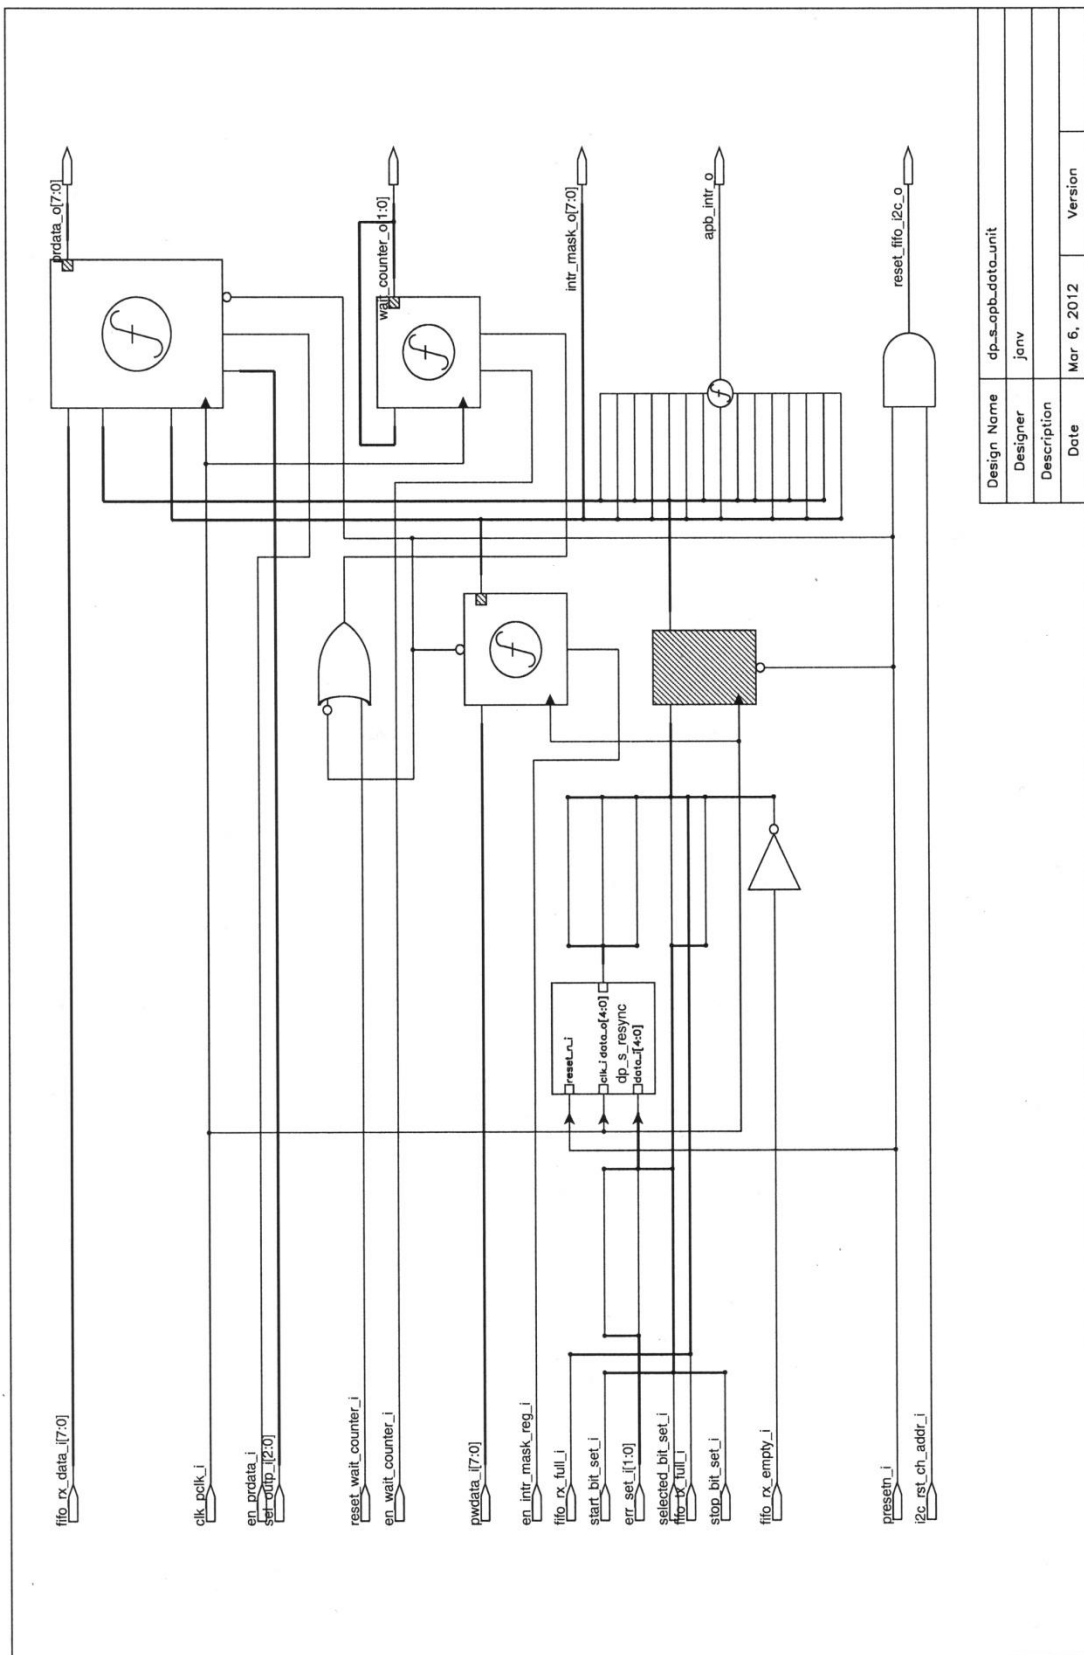 fifo_rx_data_i[7:0]
clk_pclk_i
en_prdata_i
sel_outp_i[2:0]
reset_wait_counter_i
en_wait_counter_i
pwdata_i[7:0]
en_intr_mask_reg_i
fifo_rx_full_i
start_bit_set_i
err_set_i[1:0]
selected_bit_set_i
fifo_tx_full_i
stop_bit_set_i
fifo_rx_empty_i
presetn_i
i2c_rst_ch_addr_i
reset_n_i
clk_i data_o[4:0]
dp_s_resync
data_i[4:0]
f
f
f
f
prdata_o[7:0]
wait_counter_o[1:0]
intr_mask_o[7:0]
apb_intr_o
reset_fifo_i2c_o
Design Name dp_s_apb_data_unit
Designer janv
Description
Date Mar 6, 2012 Version